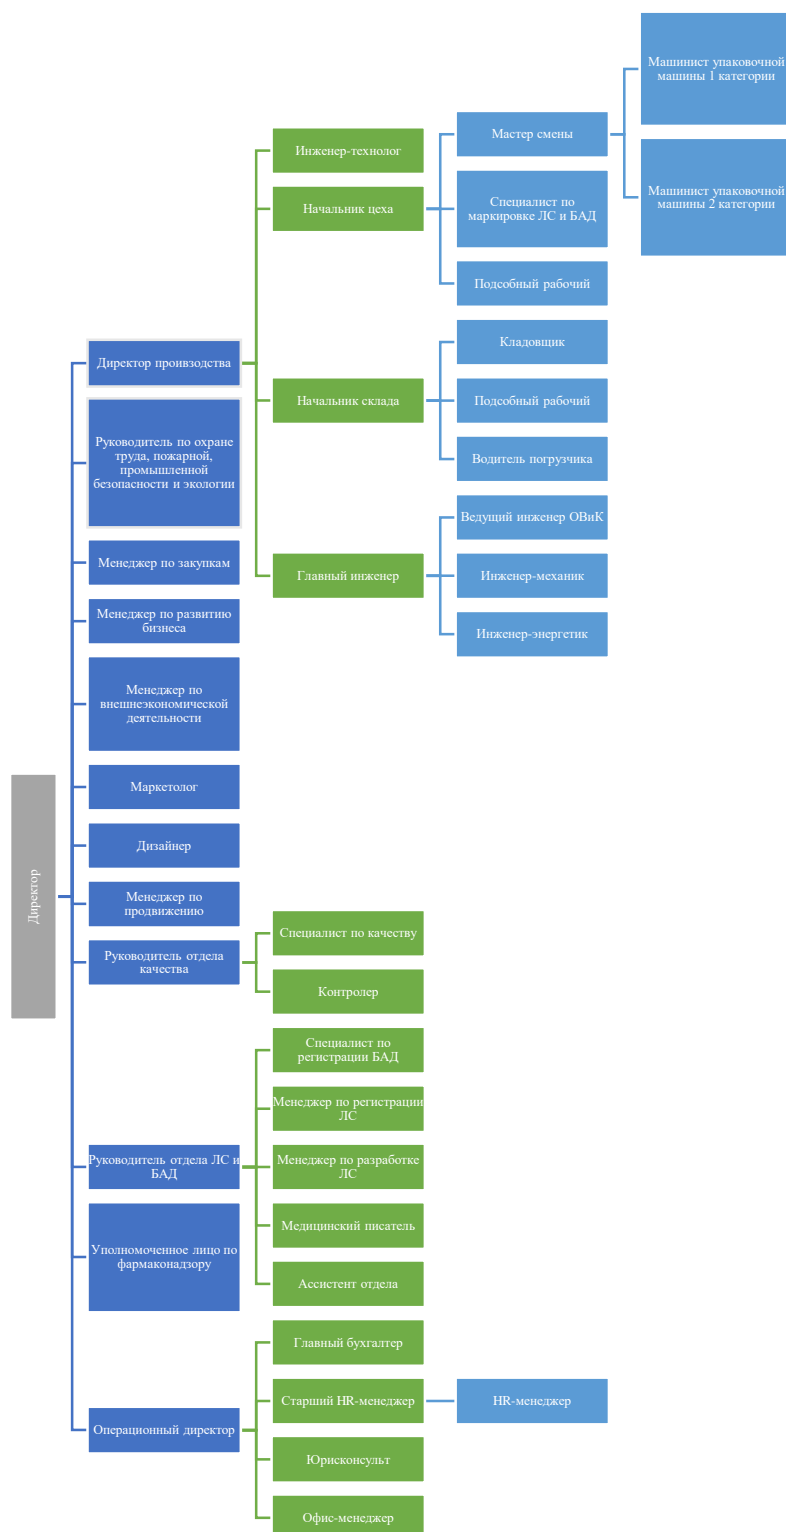 Директор
Директор проивзодства
Инженер-технолог
Начальник цеха
Мастер смены
Машинист упаковочной
машины 1 категории
Машинист упаковочной
машины 2 категории
Специалист по
маркировке ЛС и БАД
Подсобный рабочий
Начальник склада
Кладовщик
Подсобный рабочий
Водитель погрузчика
Главный инженер
Ведущий инженер ОВиК
Инженер-механик
Инженер-энергетик
Руководитель по охране
труда, пожарной,
промышленной
безопасности и экологии
Менеджер по закупкам
Менеджер по развитию
бизнеса
Менеджер по
внешнеэкономической
деятельности
Маркетолог
Дизайнер
Менеджер по
продвижению
Руководитель отдела
качества
Специалист по качеству
Контролер
Руководитель отдела ЛС и
БАД
Специалист по
регистрации БАД
Менеджер по регистрации
ЛС
Менеджер по разработке
ЛС
Медицинский писатель
Ассистент отдела
Уполномоченное лицо по
фармаконадзору
Операционный директор
Главный бухгалтер
Старший HR-менеджер
HR-менеджер
Юрисконсульт
Офис-менеджер